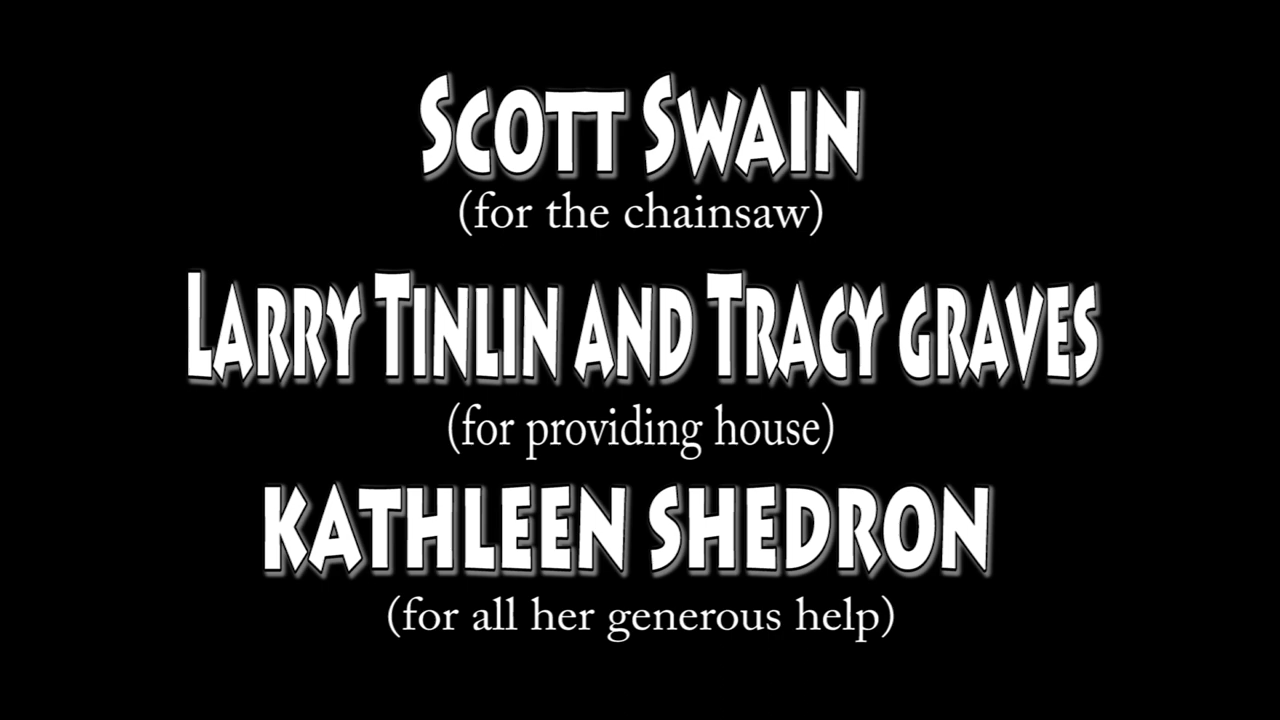 Scott Swain
(for the chainsaw)
Larry Tinlin and Tracy graves
(for providing house)
kathleen shedron
(for all her generous help)